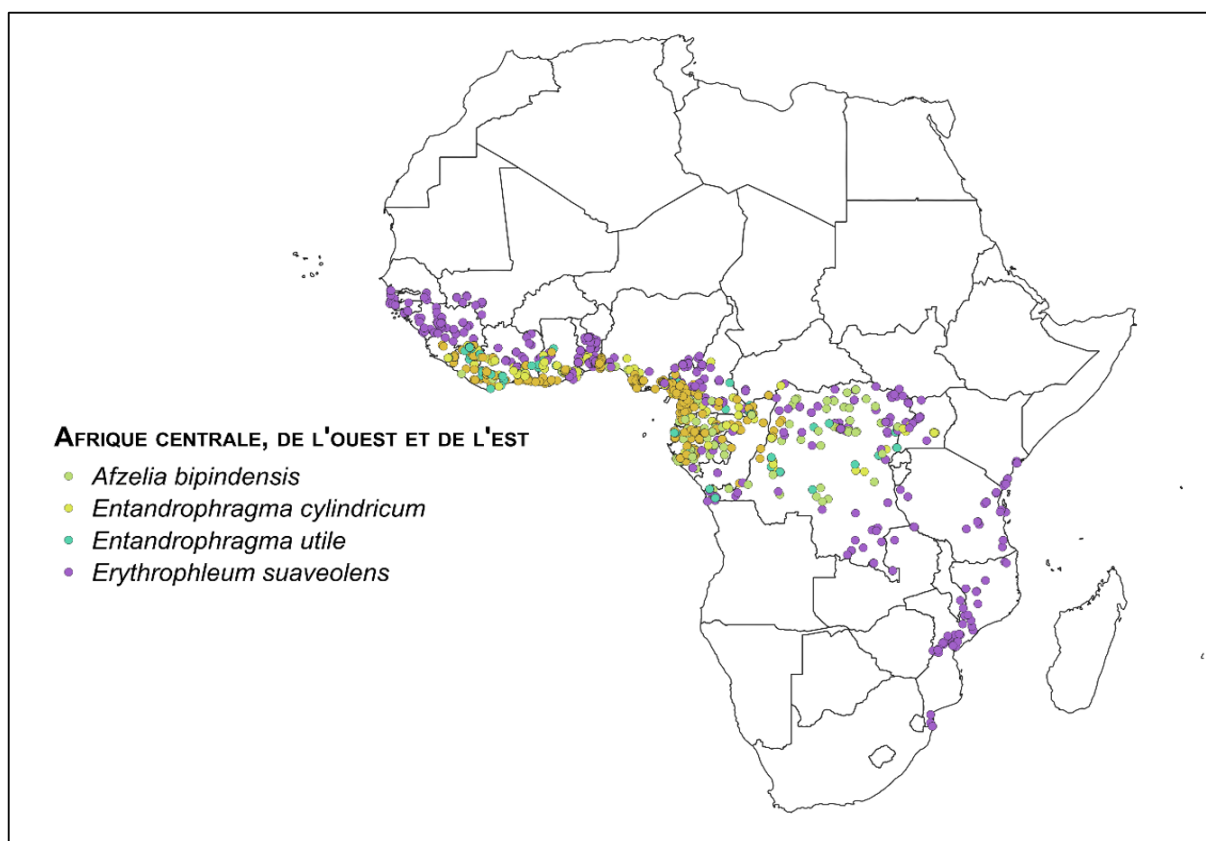 AFRIQUE CENTRALE, DE L'OUEST ET DE L'EST
Afzelia bipindensis
Entandrophragma cylindricum
Entandrophragma utile
Erythrophleum suaveolens